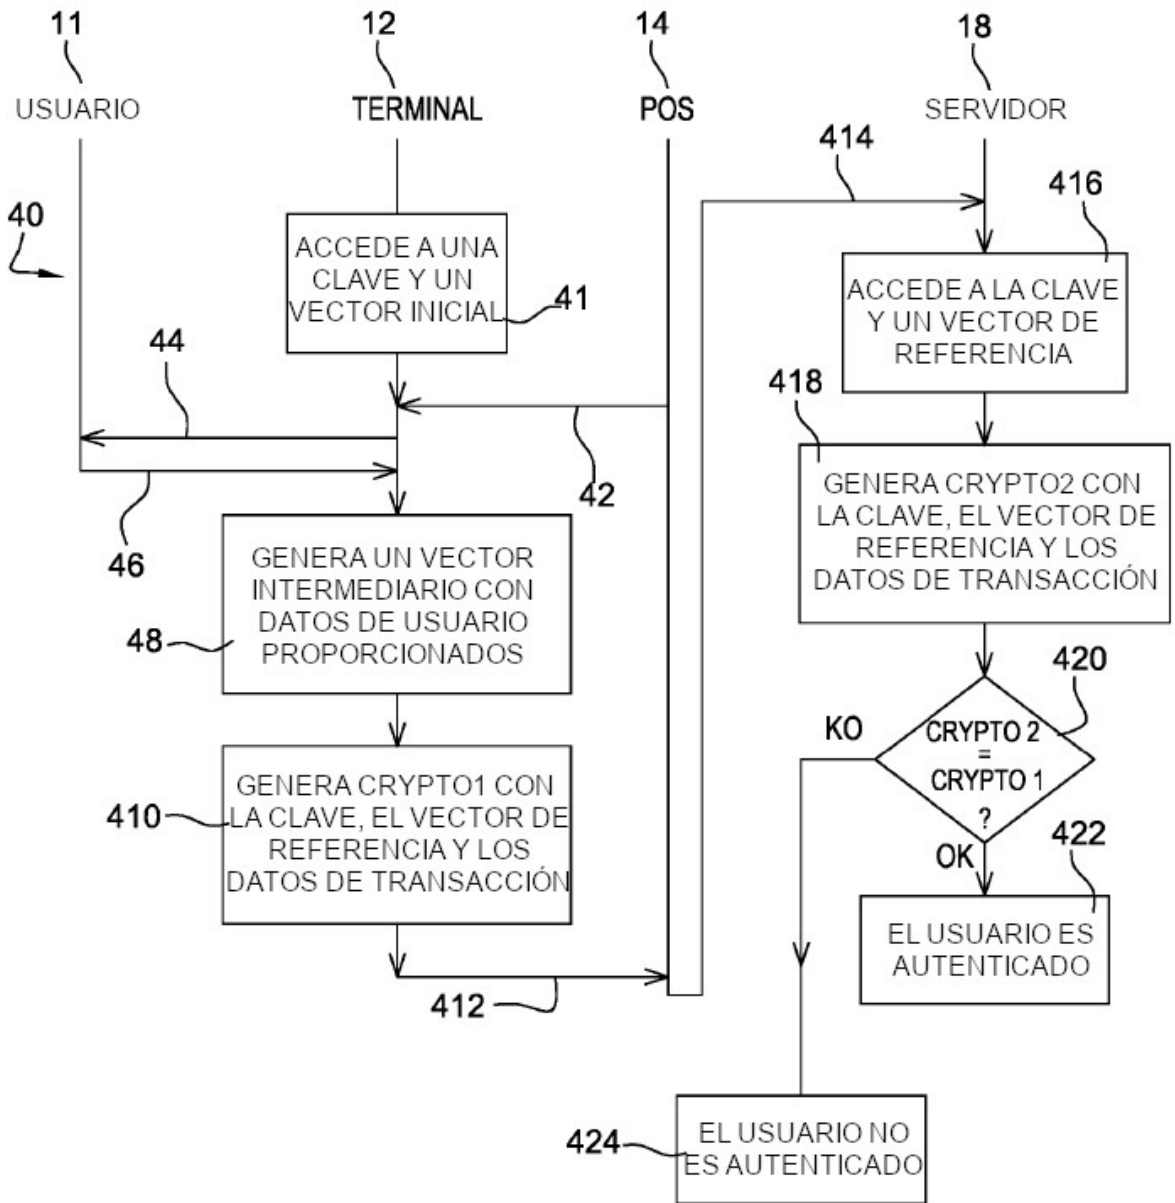 11
12
14
18
USUARIO
TERMINAL
POS
SERVIDOR
414
416
40
ACCEDE A UNA
CLAVE Y UN
VECTOR INICIAL
41
ACCEDE A LA CLAVE
Y UN VECTOR DE
REFERENCIA
44
42
46
418
GENERA CRYPTO2 CON
LA CLAVE, EL VECTOR DE
REFERENCIA Y LOS
DATOS DE TRANSACCIÓN
GENERA UN VECTOR
INTERMEDIARIO CON
DATOS DE USUARIO
PROPORCIONADOS
48
420
KO
CRYPTO 2
=
CRYPTO 1
?
OK
GENERA CRYPTO1 CON
LA CLAVE, EL VECTOR DE
REFERENCIA Y LOS
DATOS DE TRANSACCIÓN
410
422
EL USUARIO ES
AUTENTICADO
412
424
EL USUARIO NO
ES AUTENTICADO